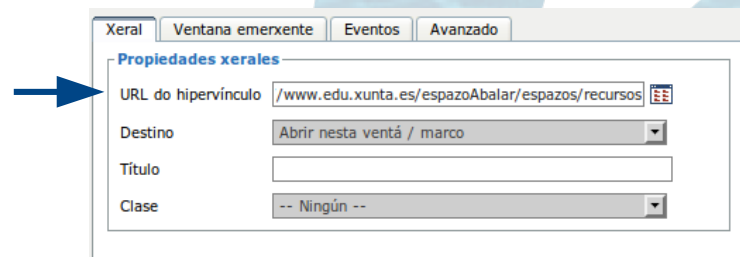 Xeral Ventana emerxente Eventos Avanzado
Propiedades xerales
URL do hipervínculo /www.edu.xunta.es/espazoAbalar/espazos/recursos
Destino Abrir nesta ventá / marco
Título
Clase -- Ningún --